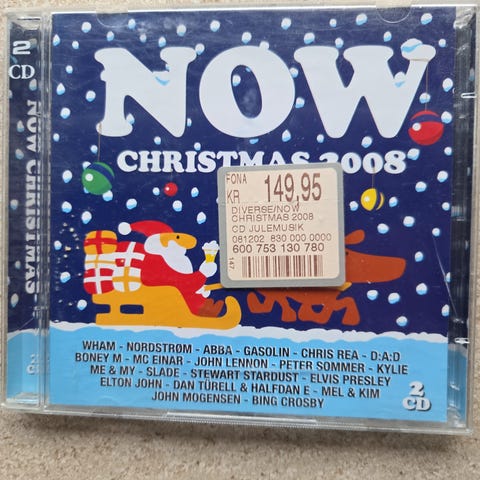 2
CD
NOW CHRISTMAS
NOW
CHRISTMAS 2008
FONA
KR 149,95
DIVERSE/NOW
CHRISTMAS 2008
CD JULEMUSIK
081202 830 000 0000
600 753 130 780
147
WHAM - NORDSTRØM - ABBA - GASOLIN - CHRIS REA - D:A:D
BONEY M - MC EINAR - JOHN LENNON - PETER SOMMER - KYLIE
ME & MY - SLADE - STEWART STARDUST - ELVIS PRESLEY
ELTON JOHN - DAN TÜRELL & HALFDAN E - MEL & KIM
JOHN MOGENSEN - BING CROSBY
2
CD